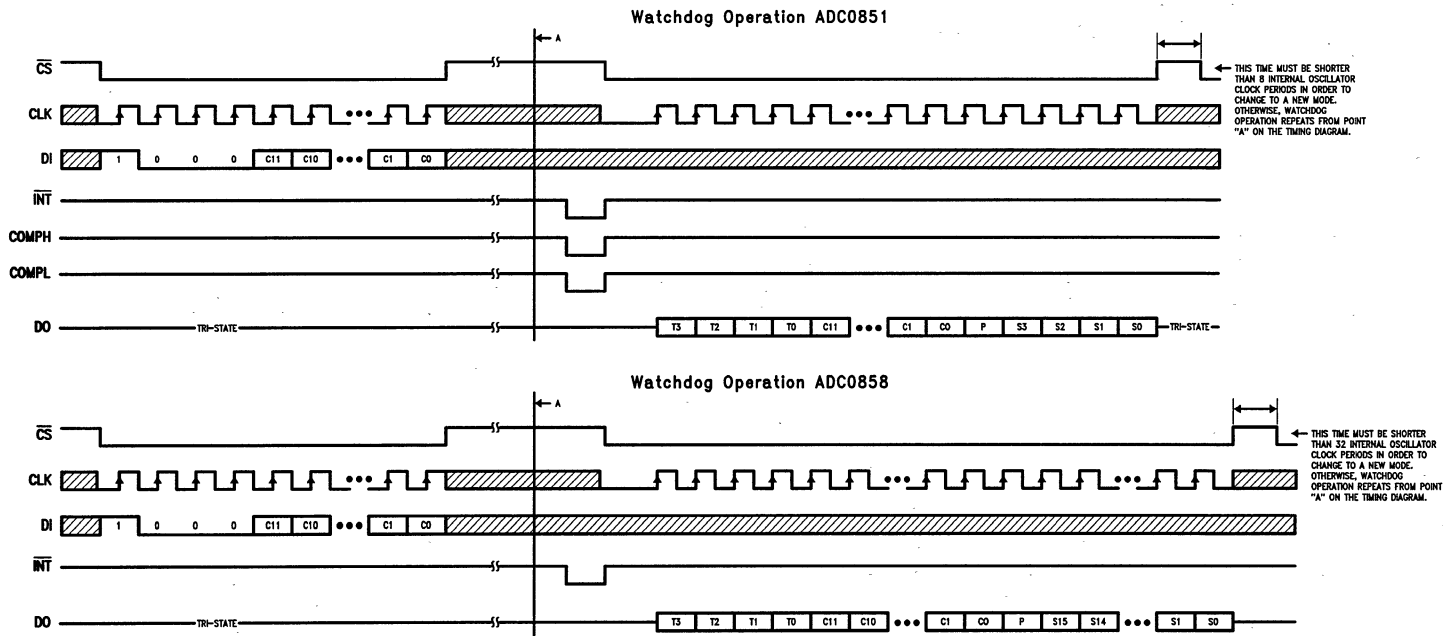 Watchdog Operation ADC0851
A
CS
THIS TIME MUST BE SHORTER
THAN 8 INTERNAL OSCILLATOR
CLOCK PERIODS IN ORDER TO
CHANGE TO A NEW MODE.
OTHERWISE, WATCHDOG
OPERATION REPEATS FROM POINT
"A" ON THE TIMING DIAGRAM.
CLK
DI 1 0 0 0 C11 C10 ••• C1 C0
INT
COMPH
COMPL
DO TRI-STATE T3 T2 T1 T0 C11 ••• C1 C0 P S3 S2 S1 S0 TRI-STATE
Watchdog Operation ADC0858
A
CS
THIS TIME MUST BE SHORTER
THAN 32 INTERNAL OSCILLATOR
CLOCK PERIODS IN ORDER TO
CHANGE TO A NEW MODE.
OTHERWISE, WATCHDOG
OPERATION REPEATS FROM POINT
"A" ON THE TIMING DIAGRAM.
CLK
DI 1 0 0 0 C11 C10 ••• C1 C0
INT
DO TRI-STATE T3 T2 T1 T0 C11 C10 ••• C1 C0 P S15 S14 ••• S1 S0